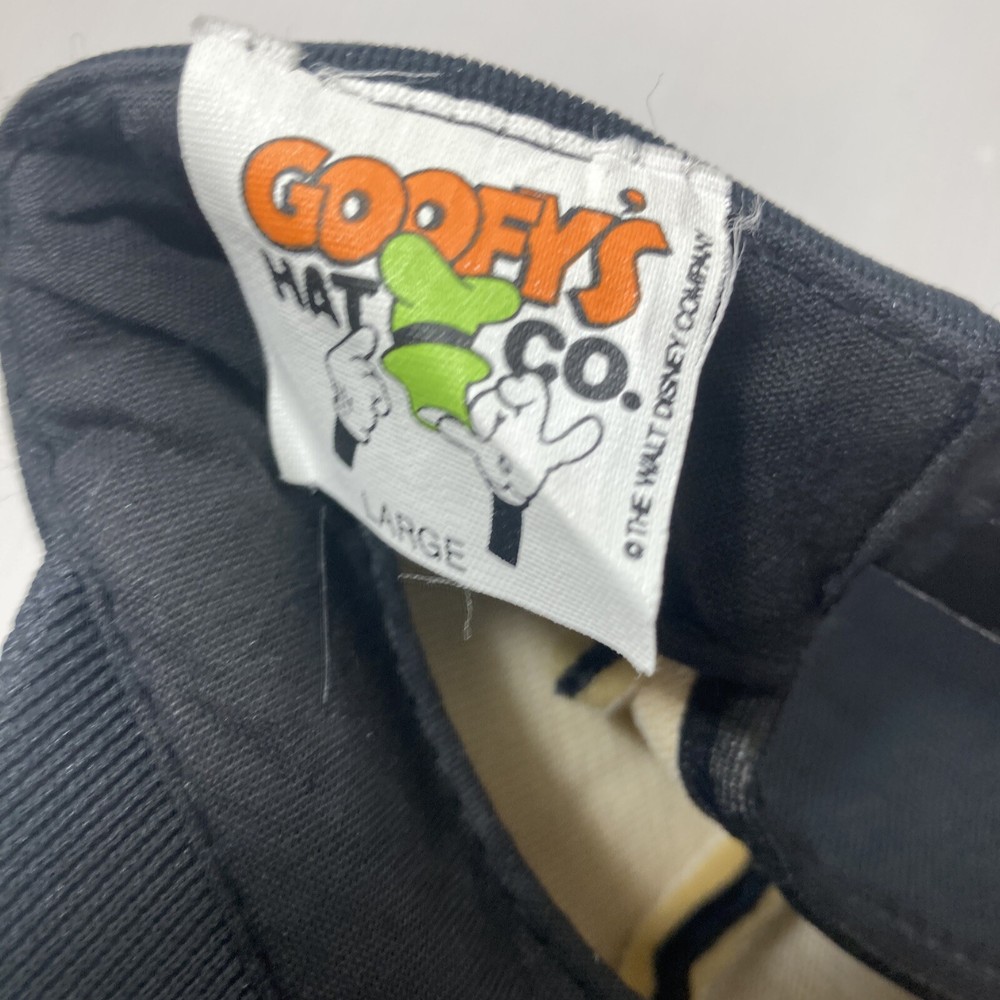 GOOFY'S
HAT CO.
LARGE
© THE WALT DISNEY COMPANY